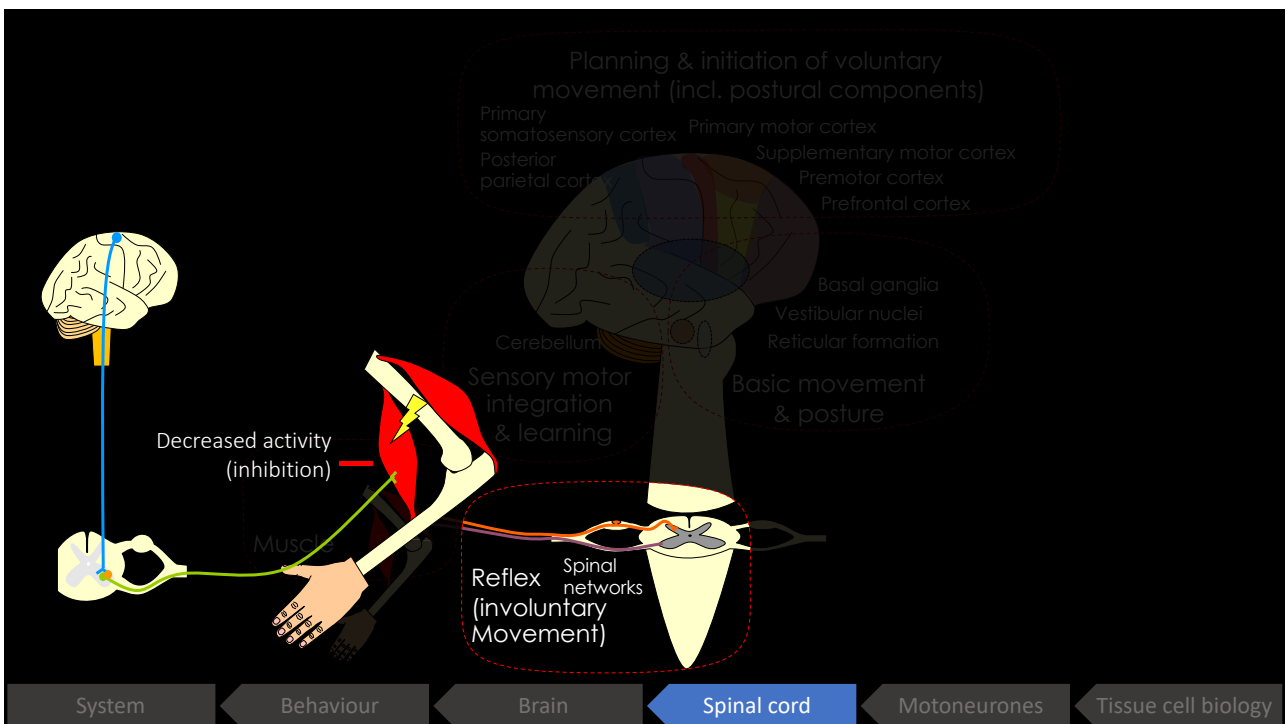 Planning & initiation of voluntary
movement (incl. postural components)
Primary
somatosensory cortex
Primary motor cortex
Posterior
parietal cortex
Supplementary motor cortex
Premotor cortex
Prefrontal cortex
Basal ganglia
Vestibular nuclei
Reticular formation
Basic movement
& posture
Cerebellum
Sensory motor
integration
& learning
Decreased activity
(inhibition)
Muscle
Reflex
(involuntary
Movement)
Spinal
networks
System
Behaviour
Brain
Spinal cord
Motoneurones
Tissue cell biology